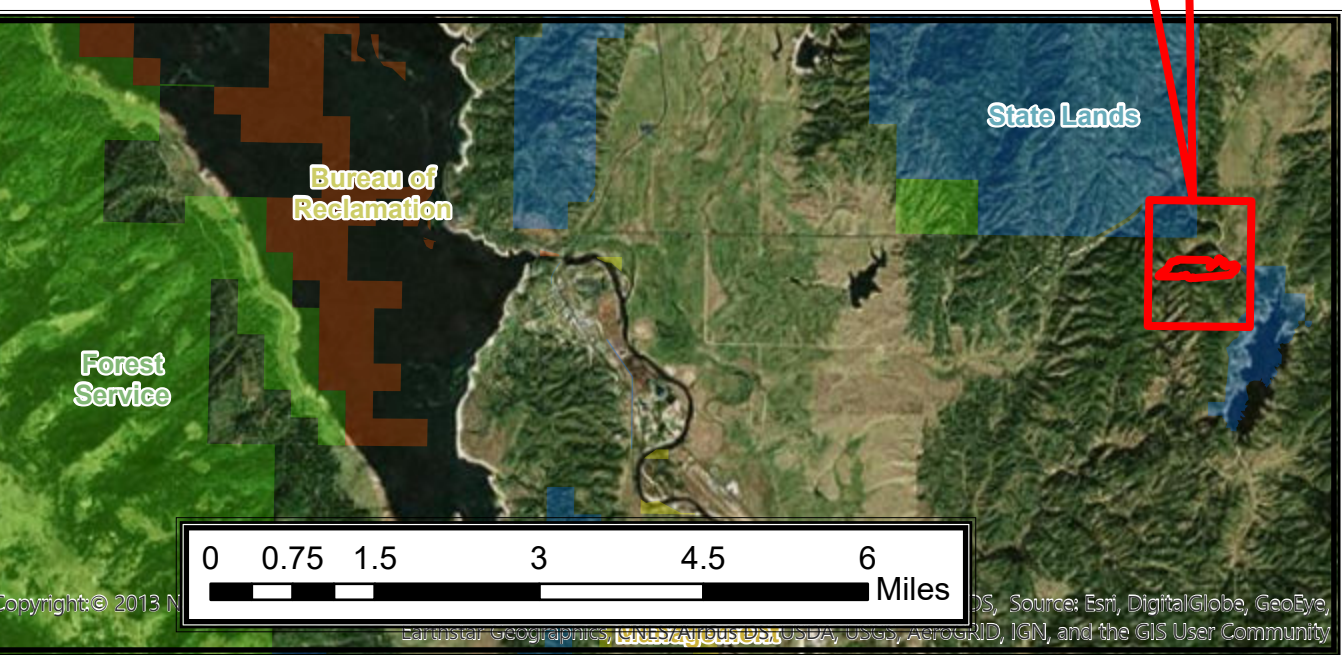 State Lands
Bureau of
Reclamation
Forest
Service
0 0.75 1.5 3 4.5 6
Miles
Copyright:© 2013 N
OS, Source: Esri, DigitalGlobe, GeoEye,
Earthstar Geographics, CNES/Airbus DS, USDA, USGS, AeroGRID, IGN, and the GIS User Community